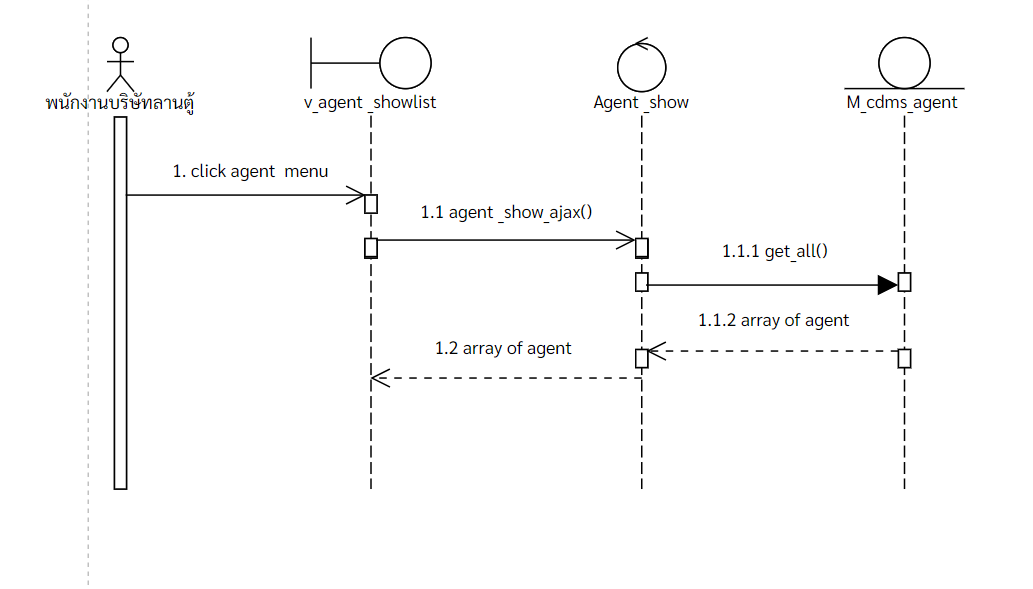 พนักงานบริษัทลานตู้
v_agent_showlist
Agent_show
M_cdms_agent
1. click agent menu
1.1 agent _show_ajax()
1.1.1 get_all()
1.1.2 array of agent
1.2 array of agent